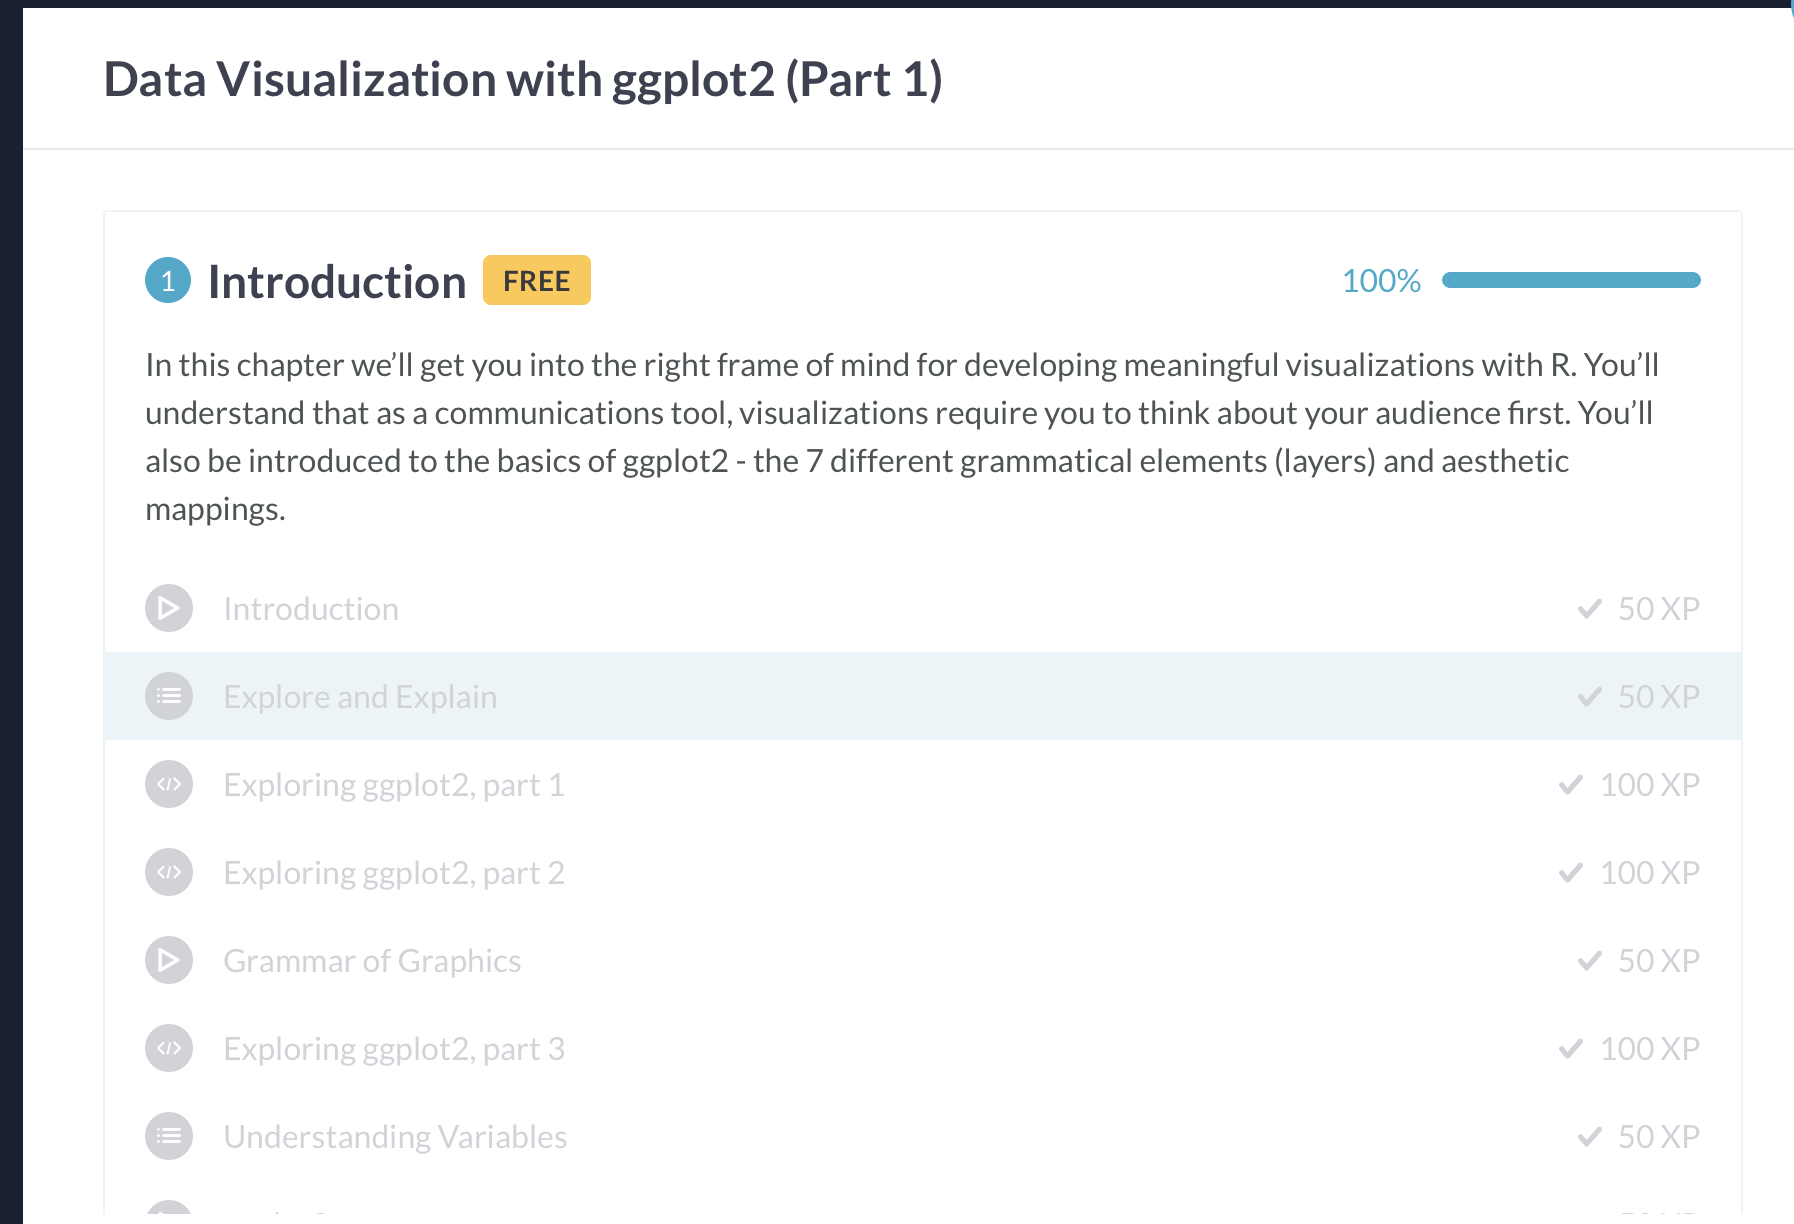 Data Visualization with ggplot2 (Part 1)
1 Introduction FREE 100%
In this chapter we’ll get you into the right frame of mind for developing meaningful visualizations with R. You’ll
understand that as a communications tool, visualizations require you to think about your audience first. You’ll
also be introduced to the basics of ggplot2 - the 7 different grammatical elements (layers) and aesthetic
mappings.
Introduction 50 XP
Explore and Explain 50 XP
</> Exploring ggplot2, part 1 100 XP
</> Exploring ggplot2, part 2 100 XP
Grammar of Graphics 50 XP
</> Exploring ggplot2, part 3 100 XP
Understanding Variables 50 XP